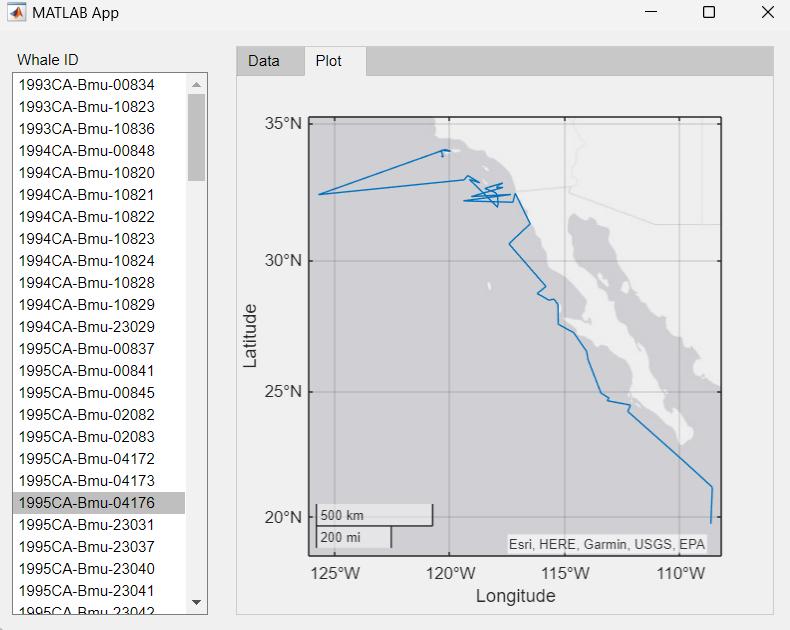 MATLAB App
Whale ID
1993CA-Bmu-00834
1993CA-Bmu-10823
1993CA-Bmu-10836
1994CA-Bmu-00848
1994CA-Bmu-10820
1994CA-Bmu-10821
1994CA-Bmu-10822
1994CA-Bmu-10823
1994CA-Bmu-10824
1994CA-Bmu-10828
1994CA-Bmu-10829
1994CA-Bmu-23029
1995CA-Bmu-00837
1995CA-Bmu-00841
1995CA-Bmu-00845
1995CA-Bmu-02082
1995CA-Bmu-02083
1995CA-Bmu-04172
1995CA-Bmu-04173
1995CA-Bmu-04176
1995CA-Bmu-23031
1995CA-Bmu-23037
1995CA-Bmu-23040
1995CA-Bmu-23041
1995CA-Bmu-23042
Data Plot
35°N
30°N
25°N
20°N
Latitude
500 km
200 mi
Esri, HERE, Garmin, USGS, EPA
125°W 120°W 115°W 110°W
Longitude